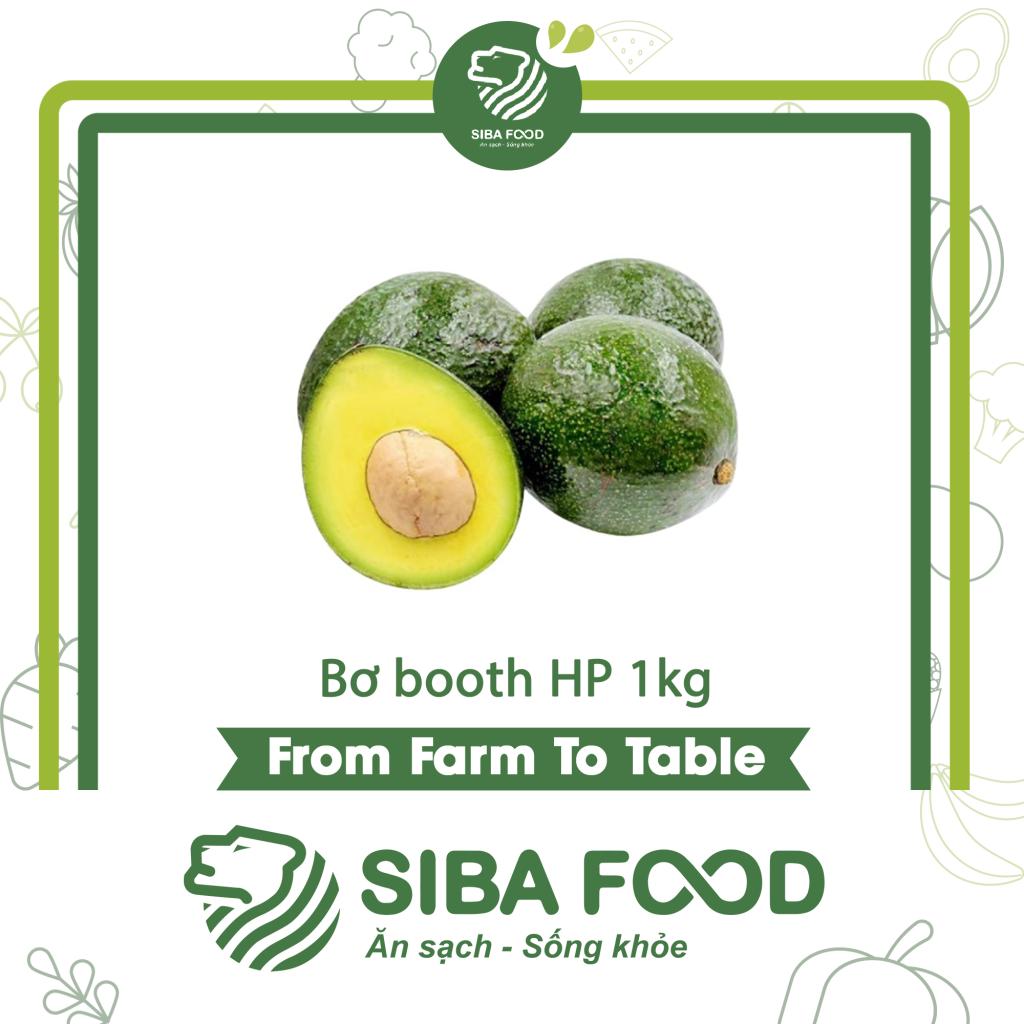 SIBA FOOD
Ăn sạch - Sống khỏe
Bơ booth HP 1kg
From Farm To Table
SIBA FOOD
Ăn sạch - Sống khỏe